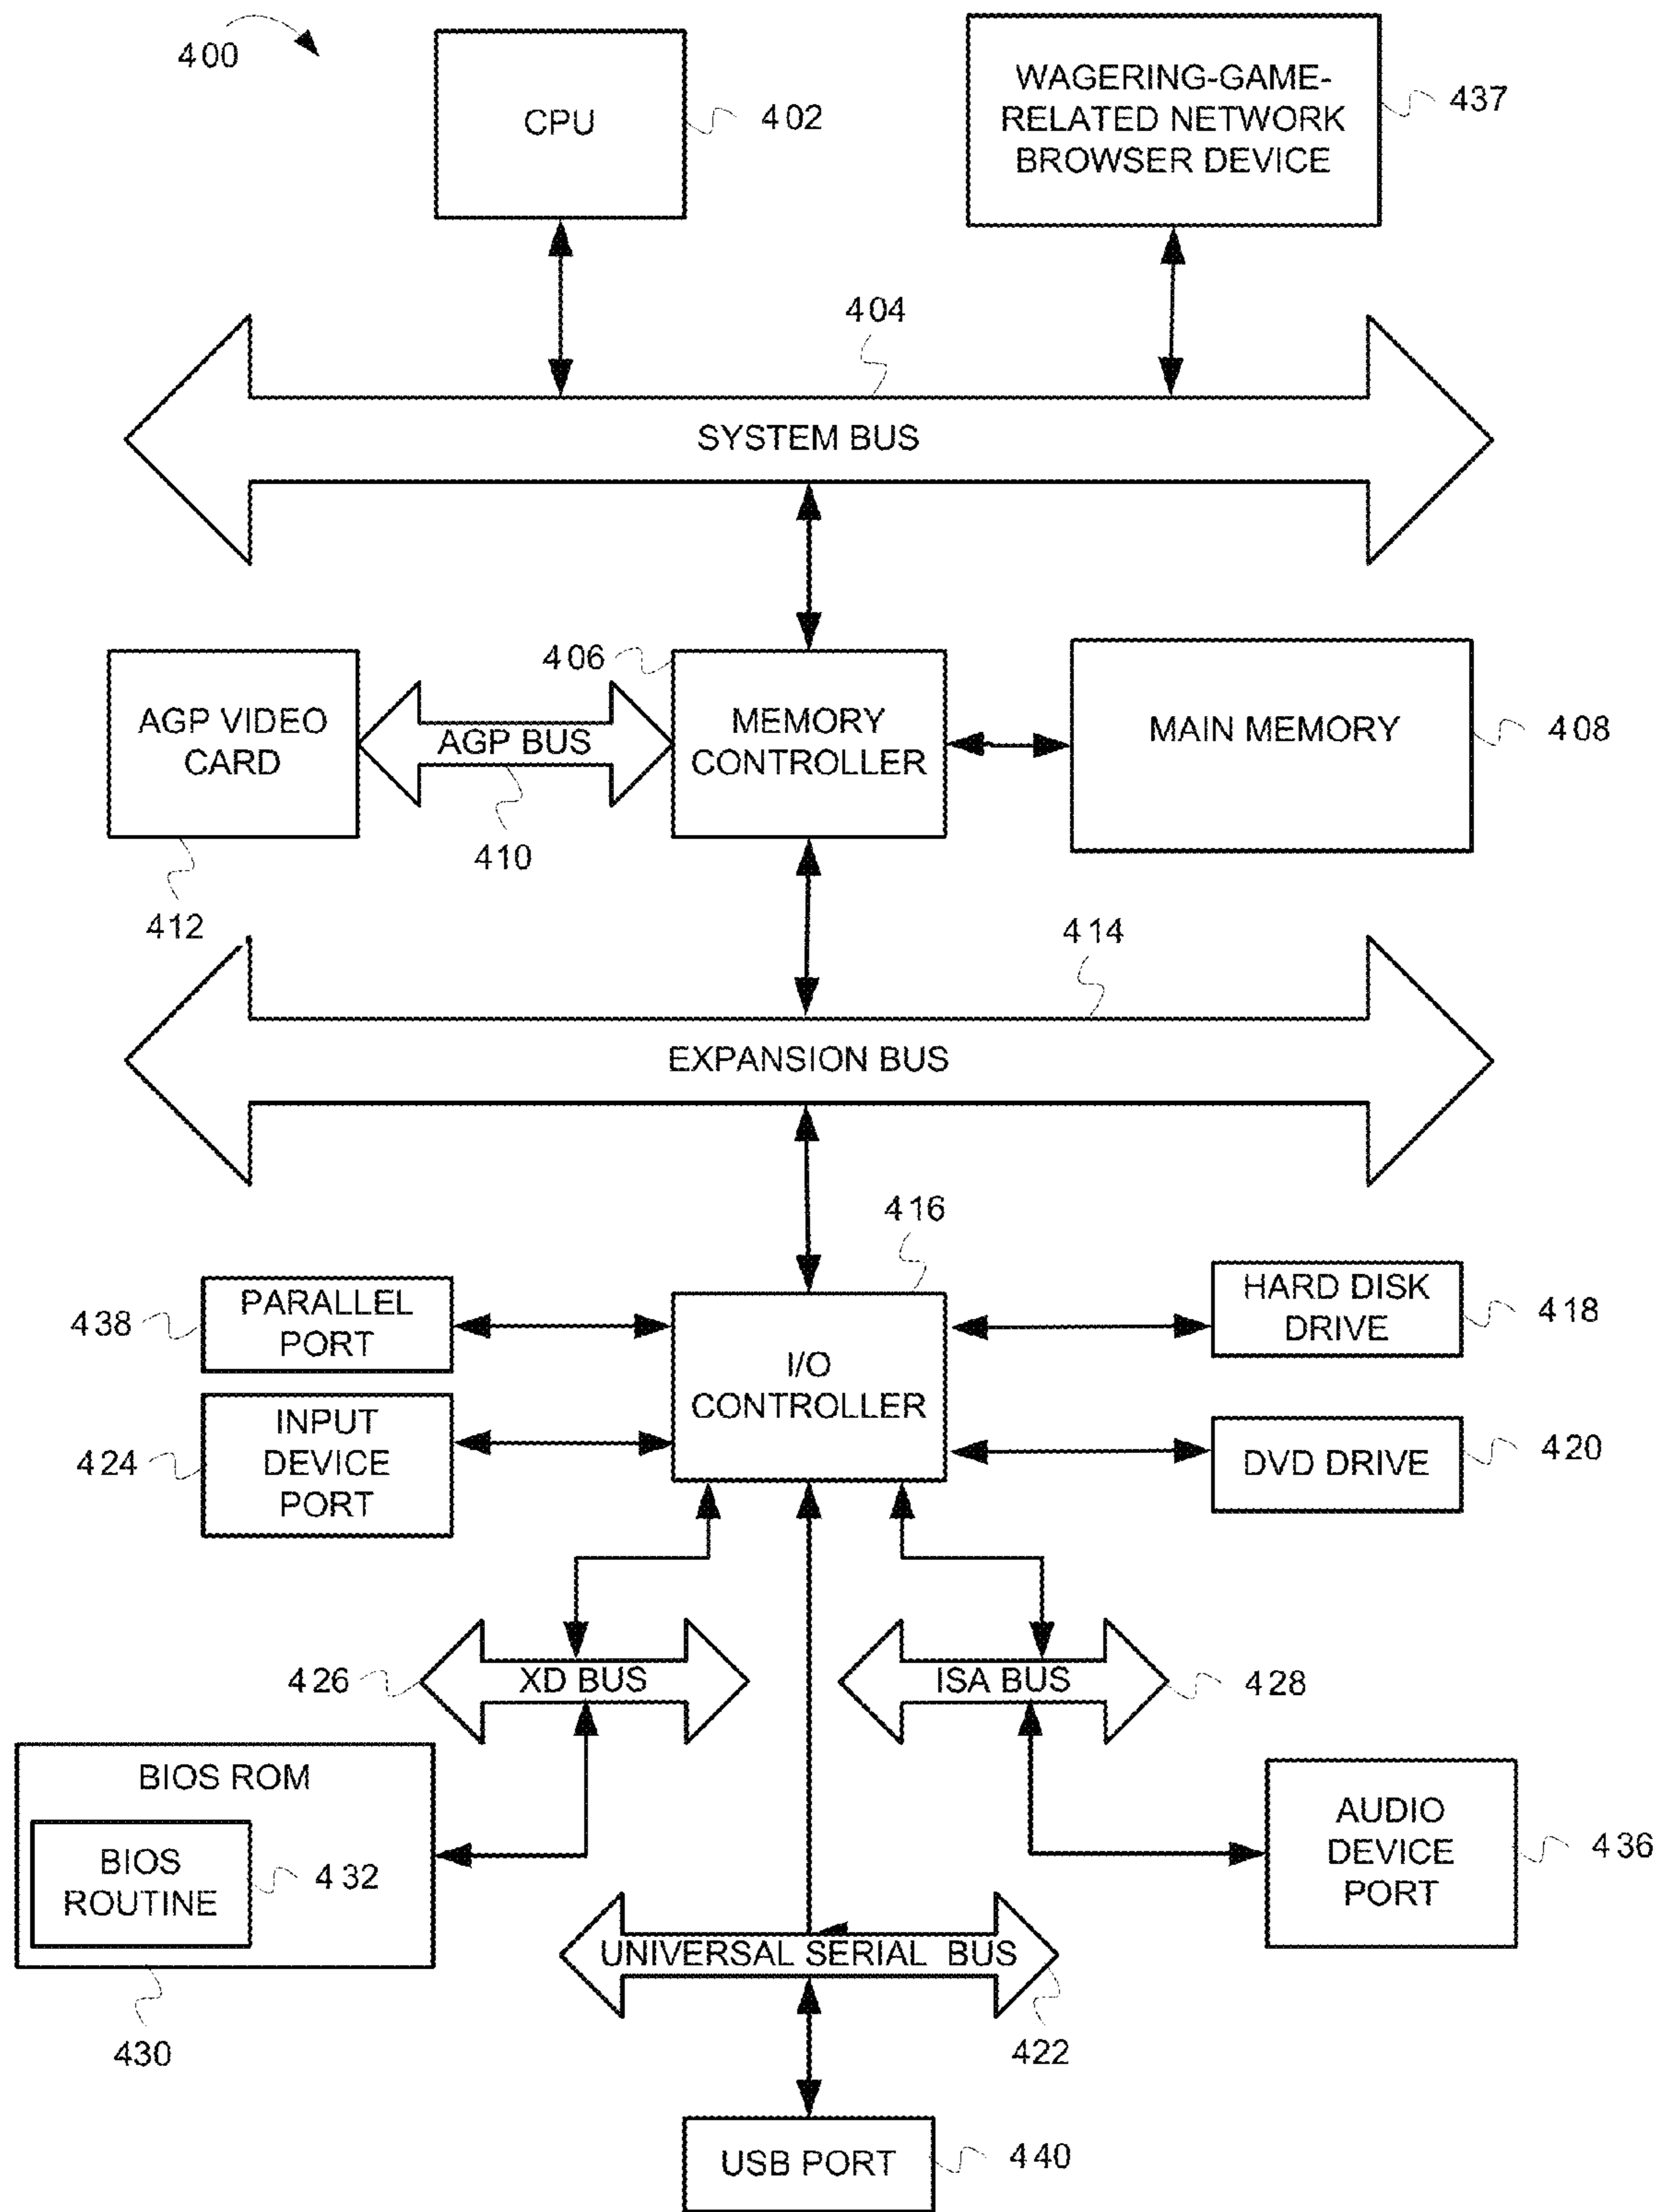 400
CPU
402
WAGERING-GAME-
RELATED NETWORK
BROWSER DEVICE
437
404
SYSTEM BUS
AGP VIDEO
CARD
412
AGP BUS
410
406
MEMORY
CONTROLLER
MAIN MEMORY
408
414
EXPANSION BUS
416
438
PARALLEL
PORT
424
INPUT
DEVICE
PORT
I/O
CONTROLLER
HARD DISK
DRIVE
418
DVD DRIVE
420
426
XD BUS
ISA BUS
428
BIOS ROM
BIOS
ROUTINE
432
430
AUDIO
DEVICE
PORT
436
UNIVERSAL SERIAL BUS
422
USB PORT
440